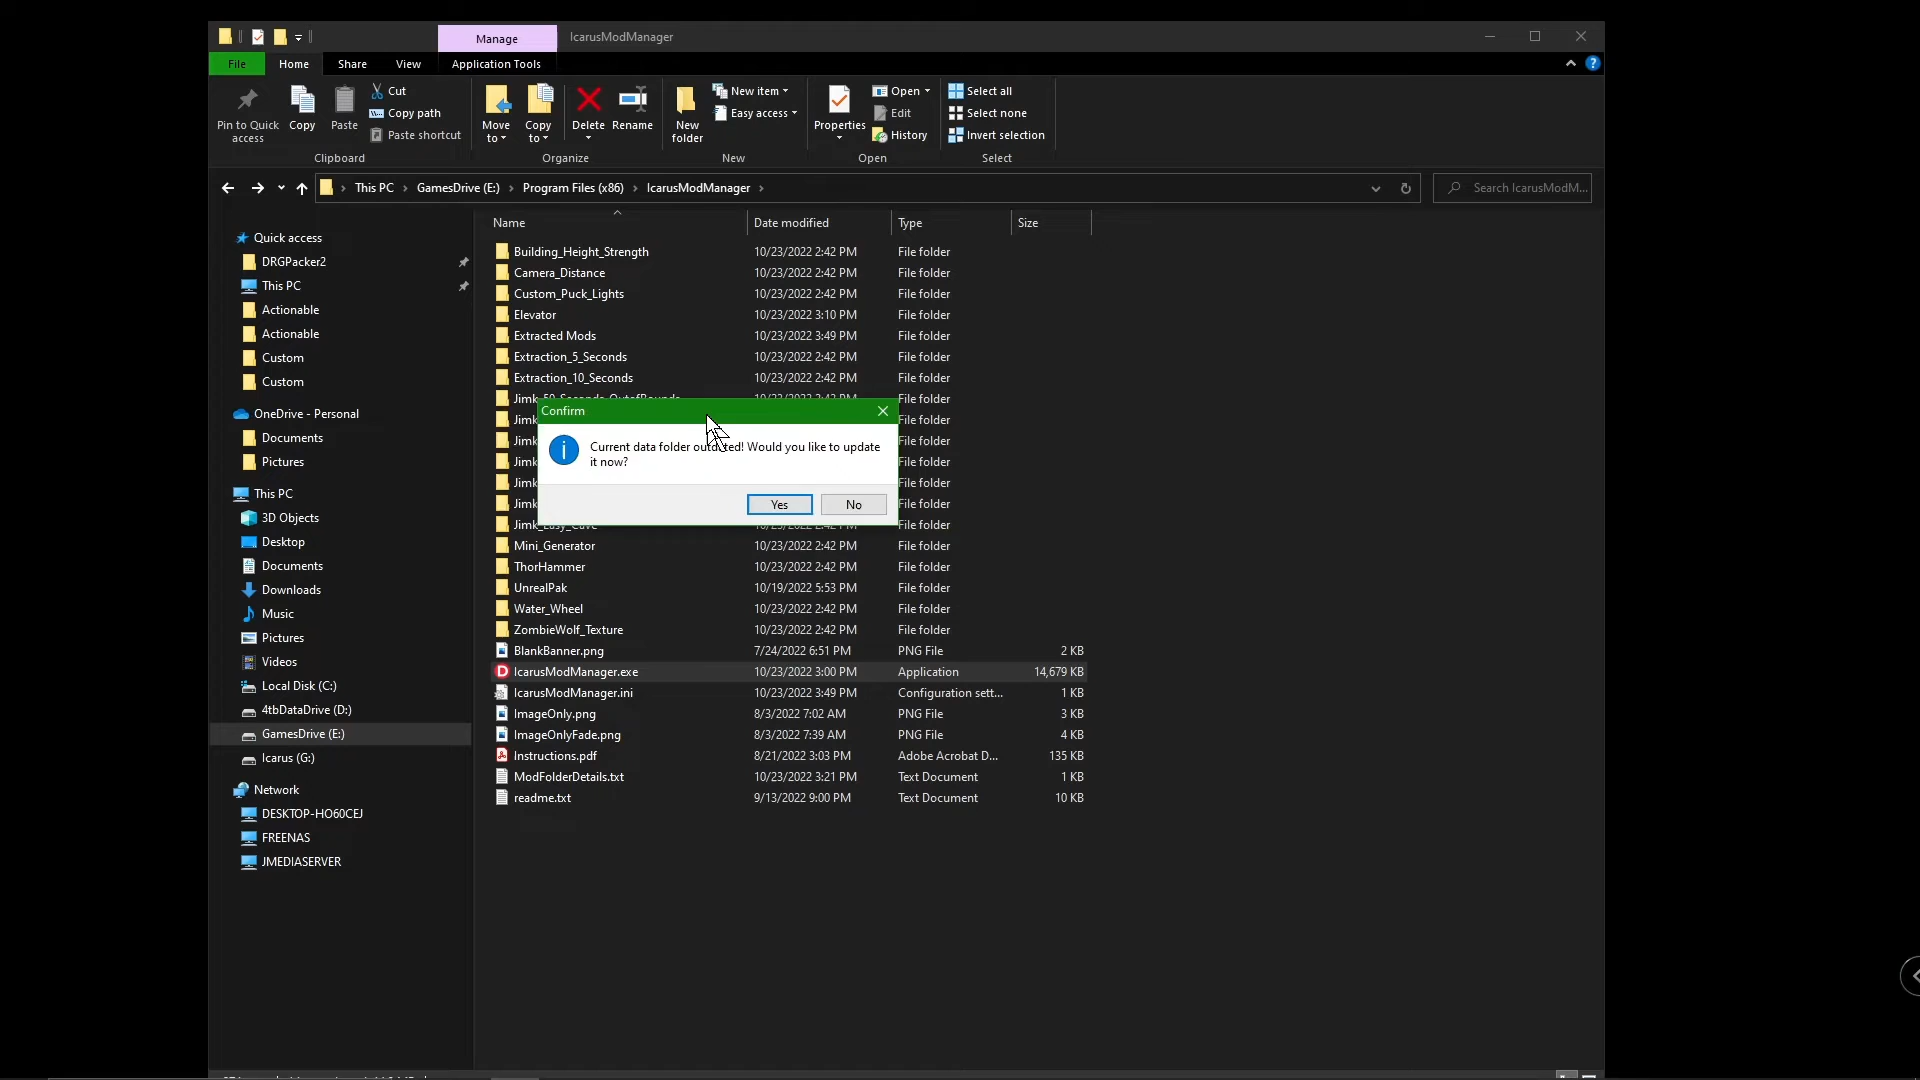 Manage
IcarusModManager
File
Home
Share
View
Application Tools
Pin to Quick access
Copy
Paste
Cut
Copy path
Paste shortcut
Clipboard
Move to
Copy to
Delete
Rename
Organize
New folder
New item
Easy access
New
Properties
Open
Edit
History
Open
Select all
Select none
Invert selection
Select
This PC > GamesDrive (E:) > Program Files (x86) > IcarusModManager >
Search IcarusModM...
Quick access
DRGPacker2
This PC
Actionable
Actionable
Custom
Custom
OneDrive - Personal
Documents
Pictures
This PC
3D Objects
Desktop
Documents
Downloads
Music
Pictures
Videos
Local Disk (C:)
4tbDataDrive (D:)
GamesDrive (E:)
Icarus (G:)
Network
DESKTOP-HO60CEJ
FREENAS
JMEDIASERVER
Name Date modified Type Size
Building_Height_Strength 10/23/2022 2:42 PM File folder
Camera_Distance 10/23/2022 2:42 PM File folder
Custom_Puck_Lights 10/23/2022 2:42 PM File folder
Elevator 10/23/2022 3:10 PM File folder
Extracted Mods 10/23/2022 3:49 PM File folder
Extraction_5_Seconds 10/23/2022 2:42 PM File folder
Extraction_10_Seconds 10/23/2022 2:42 PM File folder
Jimk File folder
Jimk File folder
Jimk File folder
Jimk File folder
Jimk File folder
Jimk File folder
Jimk_Easy_Cave 10/23/2022 2:42 PM File folder
Mini_Generator 10/23/2022 2:42 PM File folder
ThorHammer 10/23/2022 2:42 PM File folder
UnrealPak 10/19/2022 5:53 PM File folder
Water_Wheel 10/23/2022 2:42 PM File folder
ZombieWolf_Texture 10/23/2022 2:42 PM File folder
BlankBanner.png 7/24/2022 6:51 PM PNG File 2 KB
IcarusModManager.exe 10/23/2022 3:00 PM Application 14,679 KB
IcarusModManager.ini 10/23/2022 3:49 PM Configuration sett... 1 KB
ImageOnly.png 8/3/2022 7:02 AM PNG File 3 KB
ImageOnlyFade.png 8/3/2022 7:39 AM PNG File 4 KB
Instructions.pdf 8/21/2022 3:03 PM Adobe Acrobat D... 135 KB
ModFolderDetails.txt 10/23/2022 3:21 PM Text Document 1 KB
readme.txt 9/13/2022 9:00 PM Text Document 10 KB
Confirm
Current data folder outdated! Would you like to update
it now?
Yes
No